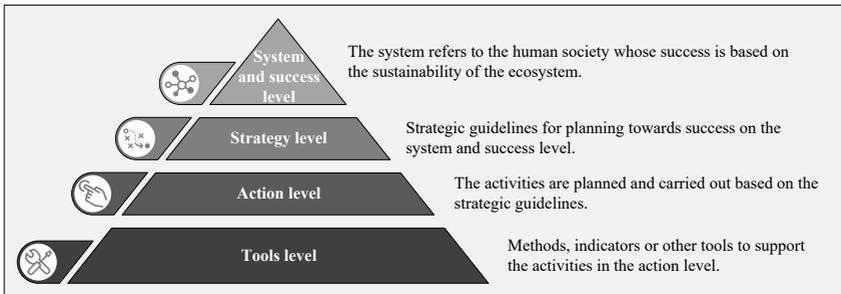 System
and success
level
The system refers to the human society whose success is based on
the sustainability of the ecosystem.
Strategy level
Strategic guidelines for planning towards success on the
system and success level.
Action level
The activities are planned and carried out based on the
strategic guidelines.
Tools level
Methods, indicators or other tools to support
the activities in the action level.